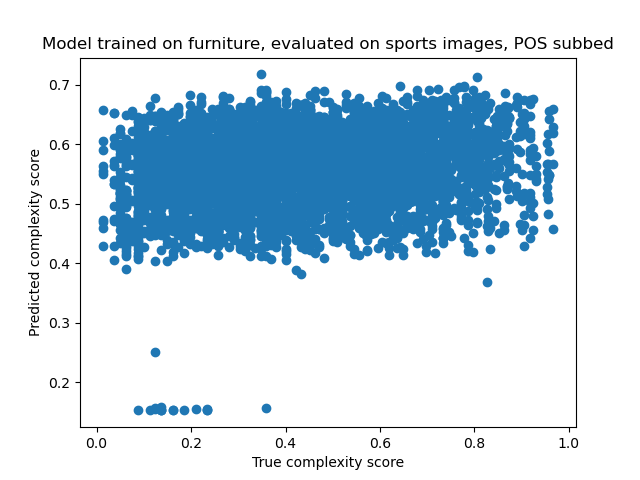 Model trained on furniture, evaluated on sports images, POS subbed
0.7
0.6
0.5
0.4
0.3
0.2
Predicted complexity score
0.0 0.2 0.4 0.6 0.8 1.0
True complexity score